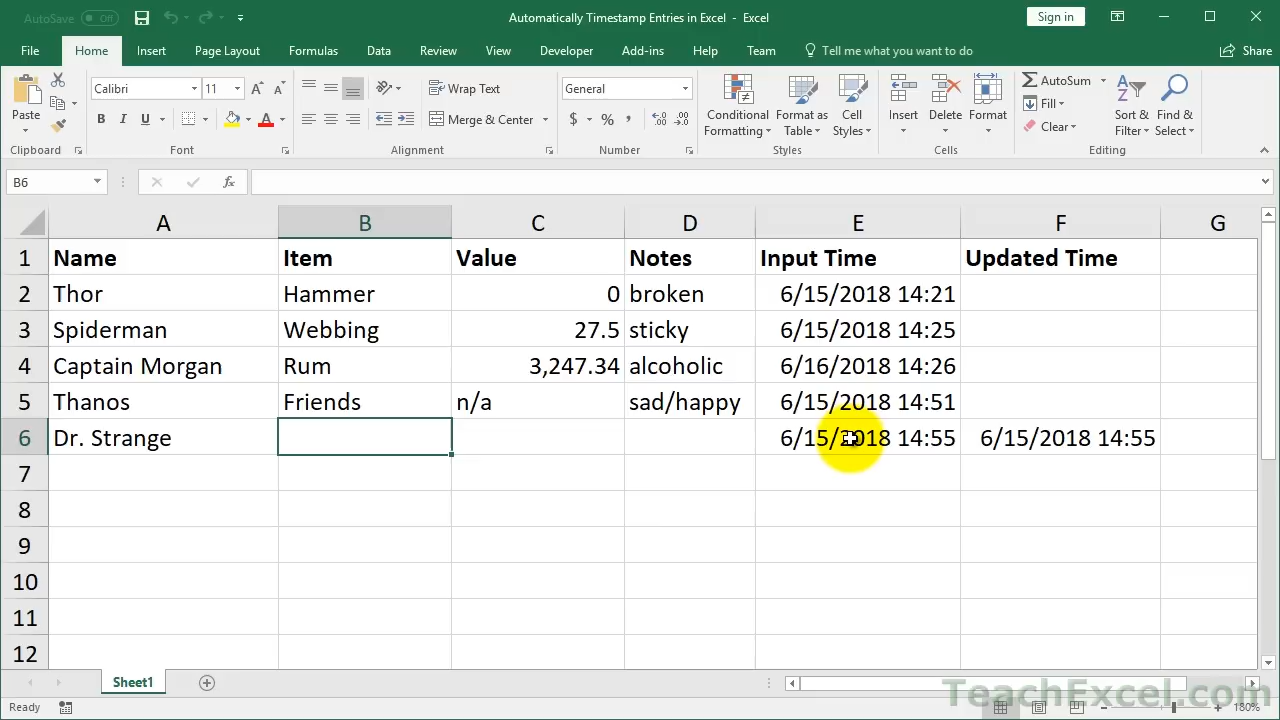 AutoSave Off Automatically Timestamp Entries in Excel - Excel Sign in
File Home Insert Page Layout Formulas Data Review View Developer Add-ins Help Team Tell me what you want to do Share
Paste Calibri 11 A A Wrap Text General Conditional Formatting Format as Table Cell Styles Insert Delete Format AutoSum Fill Clear Sort & Filter Find & Select
B I U A Merge & Center $ % ,
Clipboard Font Alignment Number Styles Cells Editing
B6 fx
A B C D E F G
1 Name Item Value Notes Input Time Updated Time
2 Thor Hammer 0 broken 6/15/2018 14:21
3 Spiderman Webbing 27.5 sticky 6/15/2018 14:25
4 Captain Morgan Rum 3,247.34 alcoholic 6/16/2018 14:26
5 Thanos Friends n/a sad/happy 6/15/2018 14:51
6 Dr. Strange 6/15/2018 14:55 6/15/2018 14:55
7
8
9
10
11
12
Sheet1
TeachExcel.com
Ready 180%